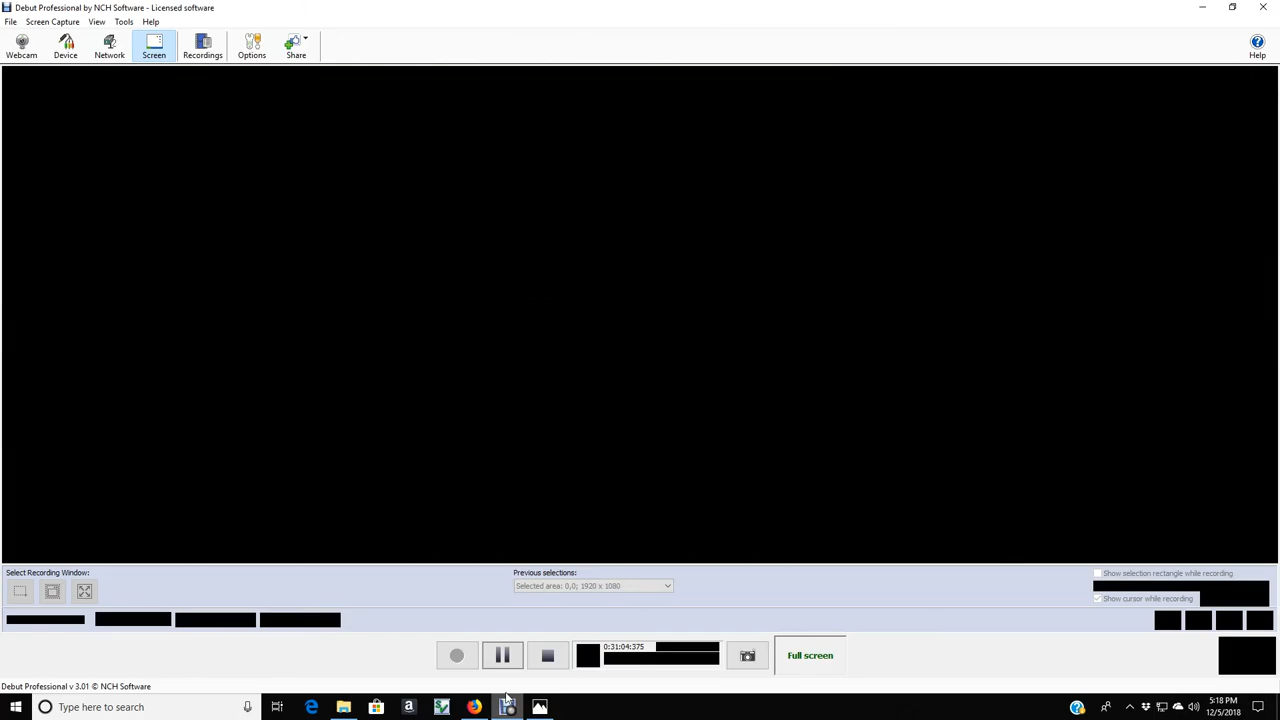 Debut Professional by NCH Software - Licensed software
File Screen Capture View Tools Help
Webcam Device Network Screen Recordings Options Share Help
Select Recording Window:
Previous selections:
Selected area: 0,0; 1920 x 1080
Show selection rectangle while recording
Show cursor while recording
0:31:04:375
Full screen
Debut Professional v 3.01 © NCH Software
Type here to search
5:18 PM
12/5/2018